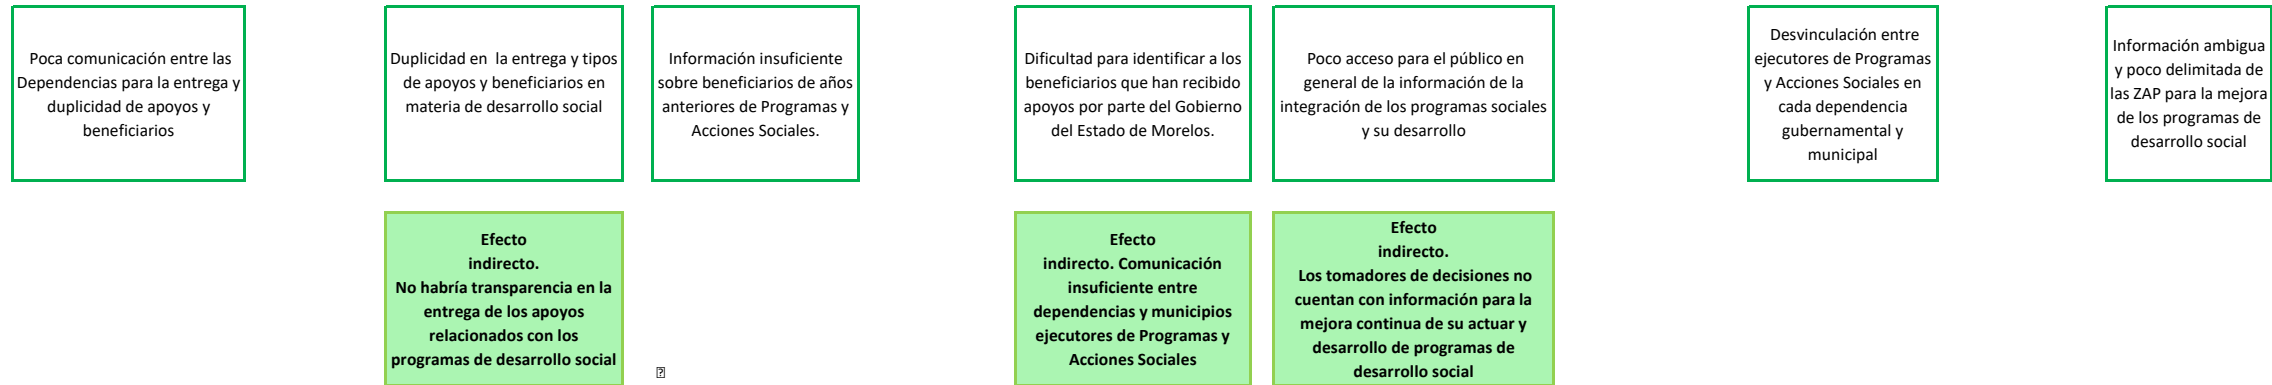 Poca comunicación entre las
Dependencias para la entrega y
duplicidad de apoyos y
beneficiarios
Duplicidad en  la entrega y tipos
de apoyos y beneficiarios en
materia de desarrollo social
Información insuficiente
sobre beneficiarios de años
anteriores de Programas y
Acciones Sociales.
Dificultad para identificar a los
beneficiarios que han recibido
apoyos por parte del Gobierno
del Estado de Morelos.
Poco acceso para el público en
general de la información de la
integración de los programas sociales
y su desarrollo
Desvinculación entre
ejecutores de Programas
y Acciones Sociales en
cada dependencia
gubernamental y
municipal
Información ambigua
y poco delimitada de
las ZAP para la mejora
de los programas de
desarrollo social
Efecto
indirecto.
No habría transparencia en la
entrega de los apoyos
relacionados con los
programas de desarrollo social
Efecto
indirecto. Comunicación
insuficiente entre
dependencias y municipios
ejecutores de Programas y
Acciones Sociales
Efecto
indirecto.
Los tomadores de decisiones no
cuentan con información para la
mejora continua de su actuar y
desarrollo de programas de
desarrollo social